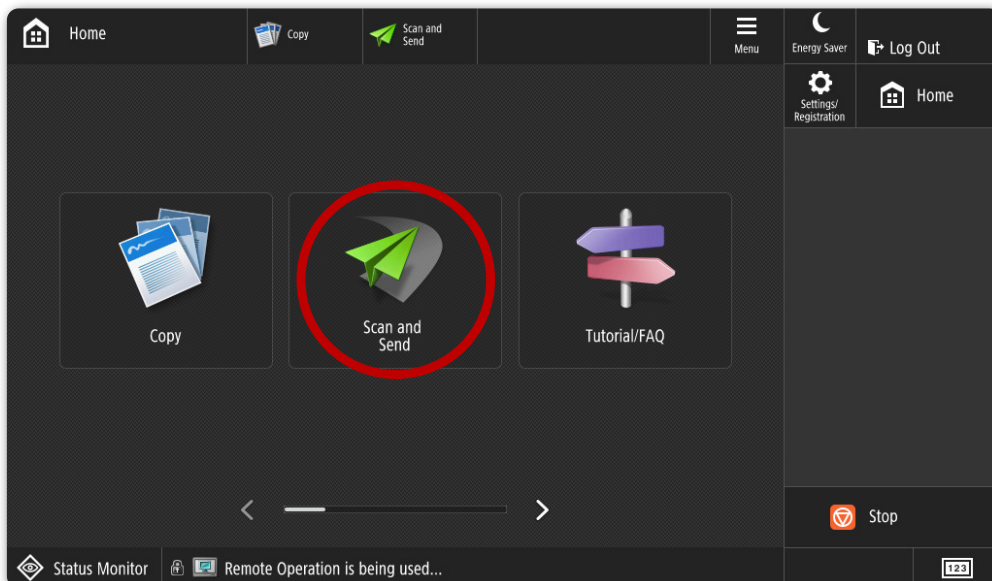 Home
Copy
Scan and
Send
Menu
Energy Saver
Log Out
Settings/
Registration
Home
Copy
Scan and
Send
Tutorial/FAQ
Stop
Status Monitor
Remote Operation is being used...
123